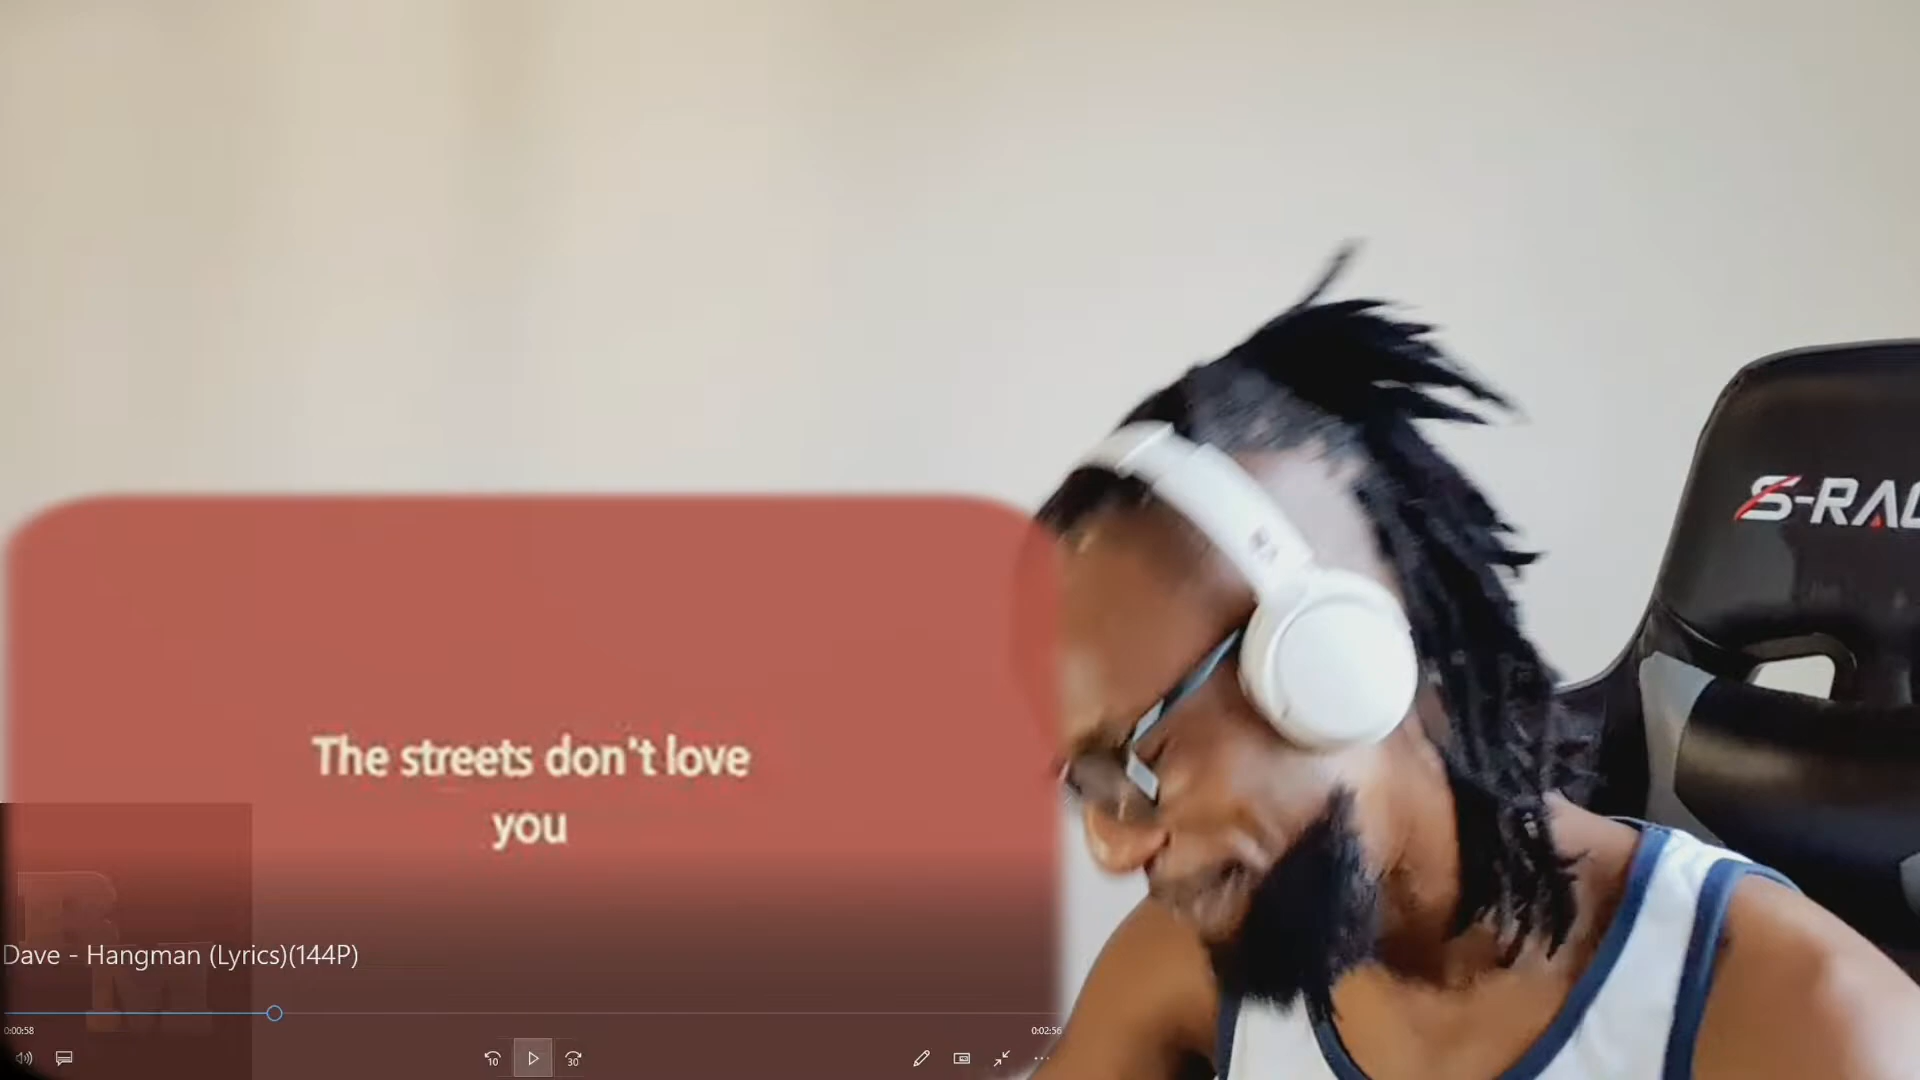 S-RAC
The streets don't love
you
Dave - Hangman (Lyrics)(144P)
0:00:58
0:02:56
10
30